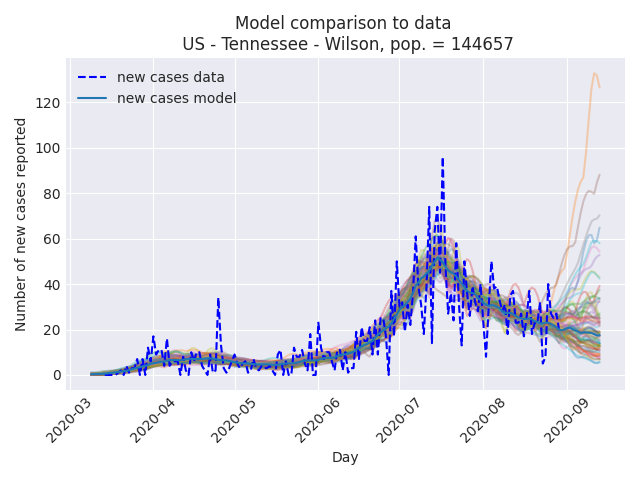 Model comparison to data
US - Tennessee - Wilson, pop. = 144657
new cases data
new cases model
Number of new cases reported
120
100
80
60
40
20
0
2020-03
2020-04
2020-05
2020-06
2020-07
2020-08
2020-09
Day